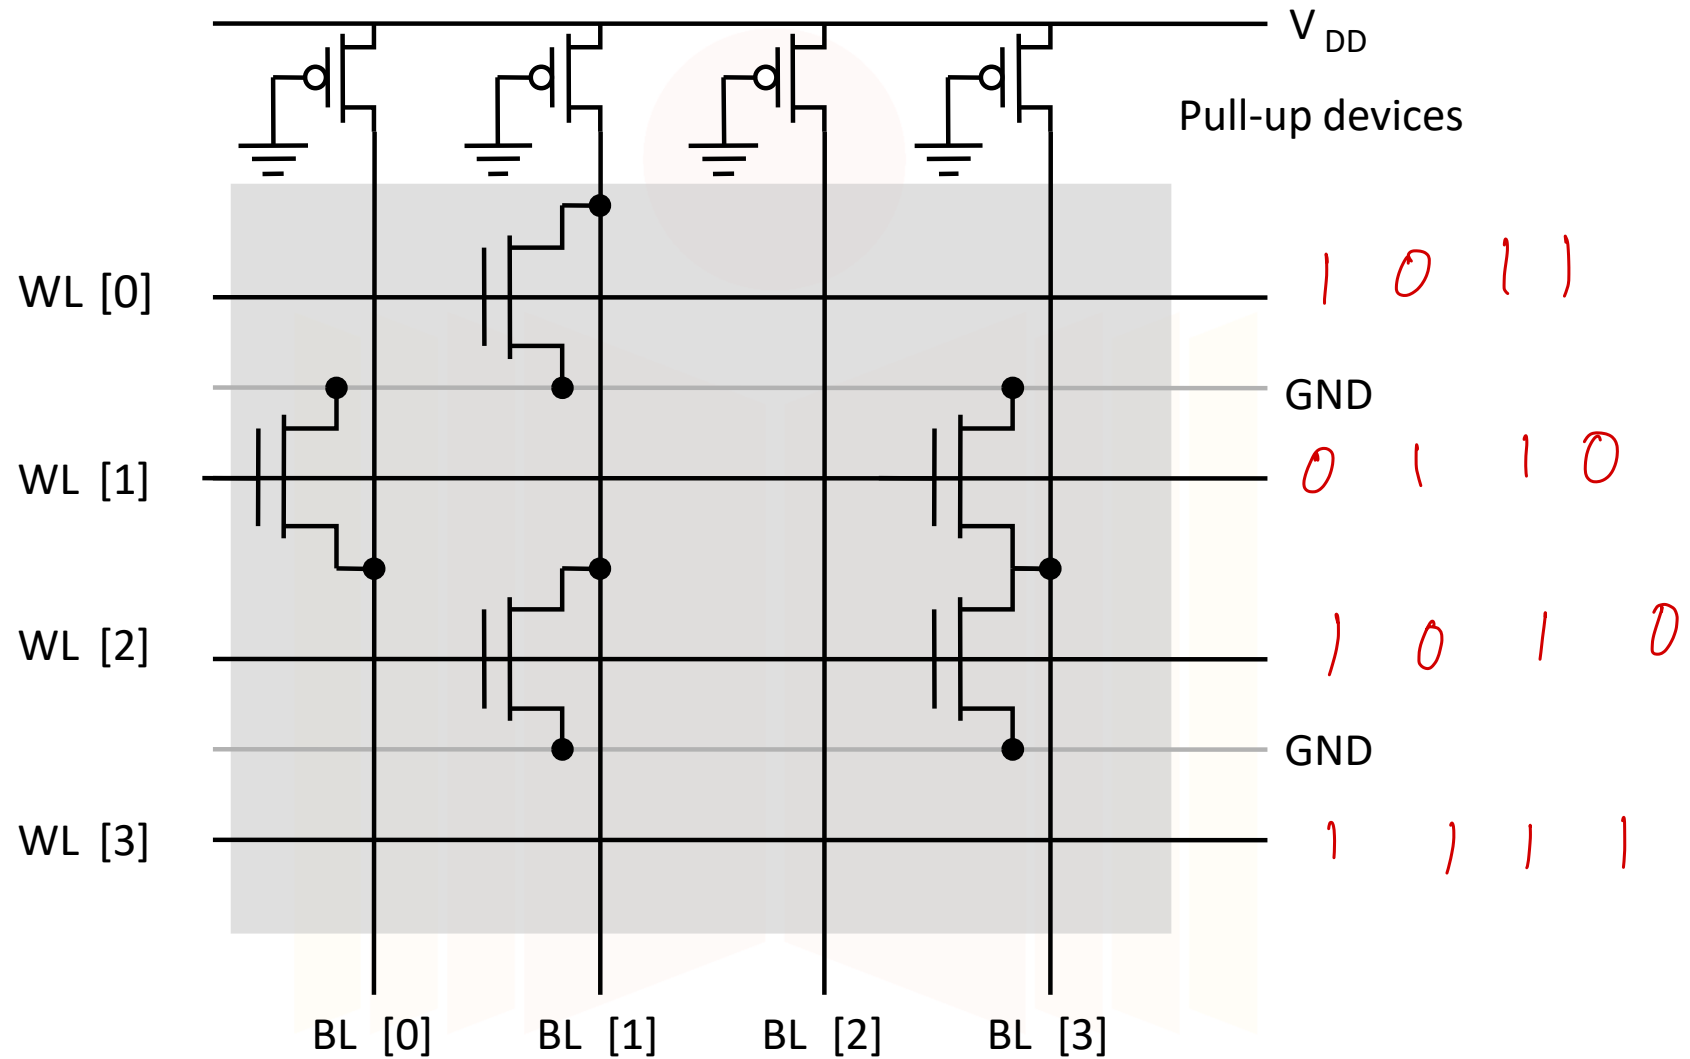 V DD
Pull-up devices
WL [0] 1 0 1 1
GND
WL [1] 0 1 1 0
WL [2] 1 0 1 0
GND
WL [3] 1 1 1 1
BL [0] BL [1] BL [2] BL [3]